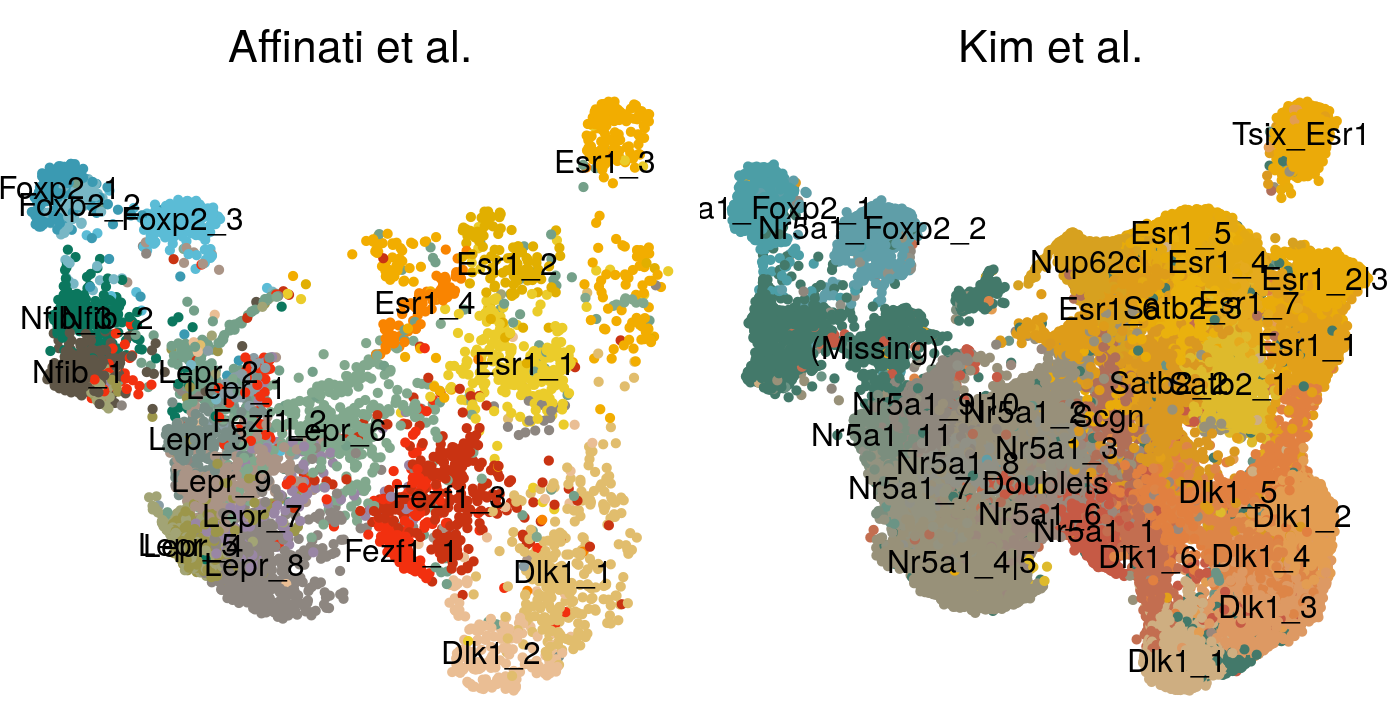 Affinati et al.
Kim et al.
Esr1_3
Foxp2_1
Foxp2_2
Foxp2_3
Esr1_2
Esr1_4
Nfib_3
Nfib_2
Nfib_1
Esr1_1
Lepr_2
Lepr_1
Fezf1_2
Lepr_6
Lepr_3
Lepr_9
Fezf1_3
Lepr_7
Lepr_5
Lepr_4
Lepr_8
Fezf1_1
Dlk1_1
Dlk1_2
Tsix_Esr1
a1_Foxp2_1
Nr5a1_Foxp2_2
Esr1_5
Nup62cl
Esr1_4
Esr1_2|3
Esr1_6
Satb2_3
Esr1_7
(Missing)
Esr1_1
Satb2_2
Satb2_1
Nr5a1_9|10
Nr5a1_2
Scgn
Nr5a1_11
Nr5a1_3
Nr5a1_8
Nr5a1_7
Doublets
Dlk1_5
Nr5a1_6
Dlk1_2
Nr5a1_1
Nr5a1_4|5
Dlk1_6
Dlk1_4
Dlk1_3
Dlk1_1